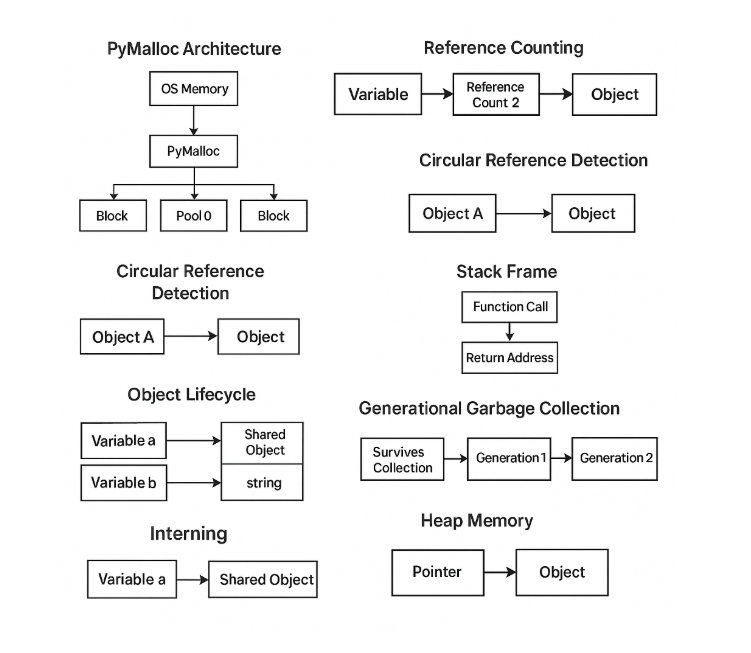 PyMalloc Architecture
OS Memory
PyMalloc
Block
Pool 0
Block
Circular Reference
Detection
Object A
Object
Object Lifecycle
Variable a
Shared
Object
Variable b
string
Interning
Variable a
Shared Object
Reference Counting
Variable
Reference
Count 2
Object
Circular Reference Detection
Object A
Object
Stack Frame
Function Call
Return Address
Generational Garbage Collection
Survives
Collection
Generation 1
Generation 2
Heap Memory
Pointer
Object